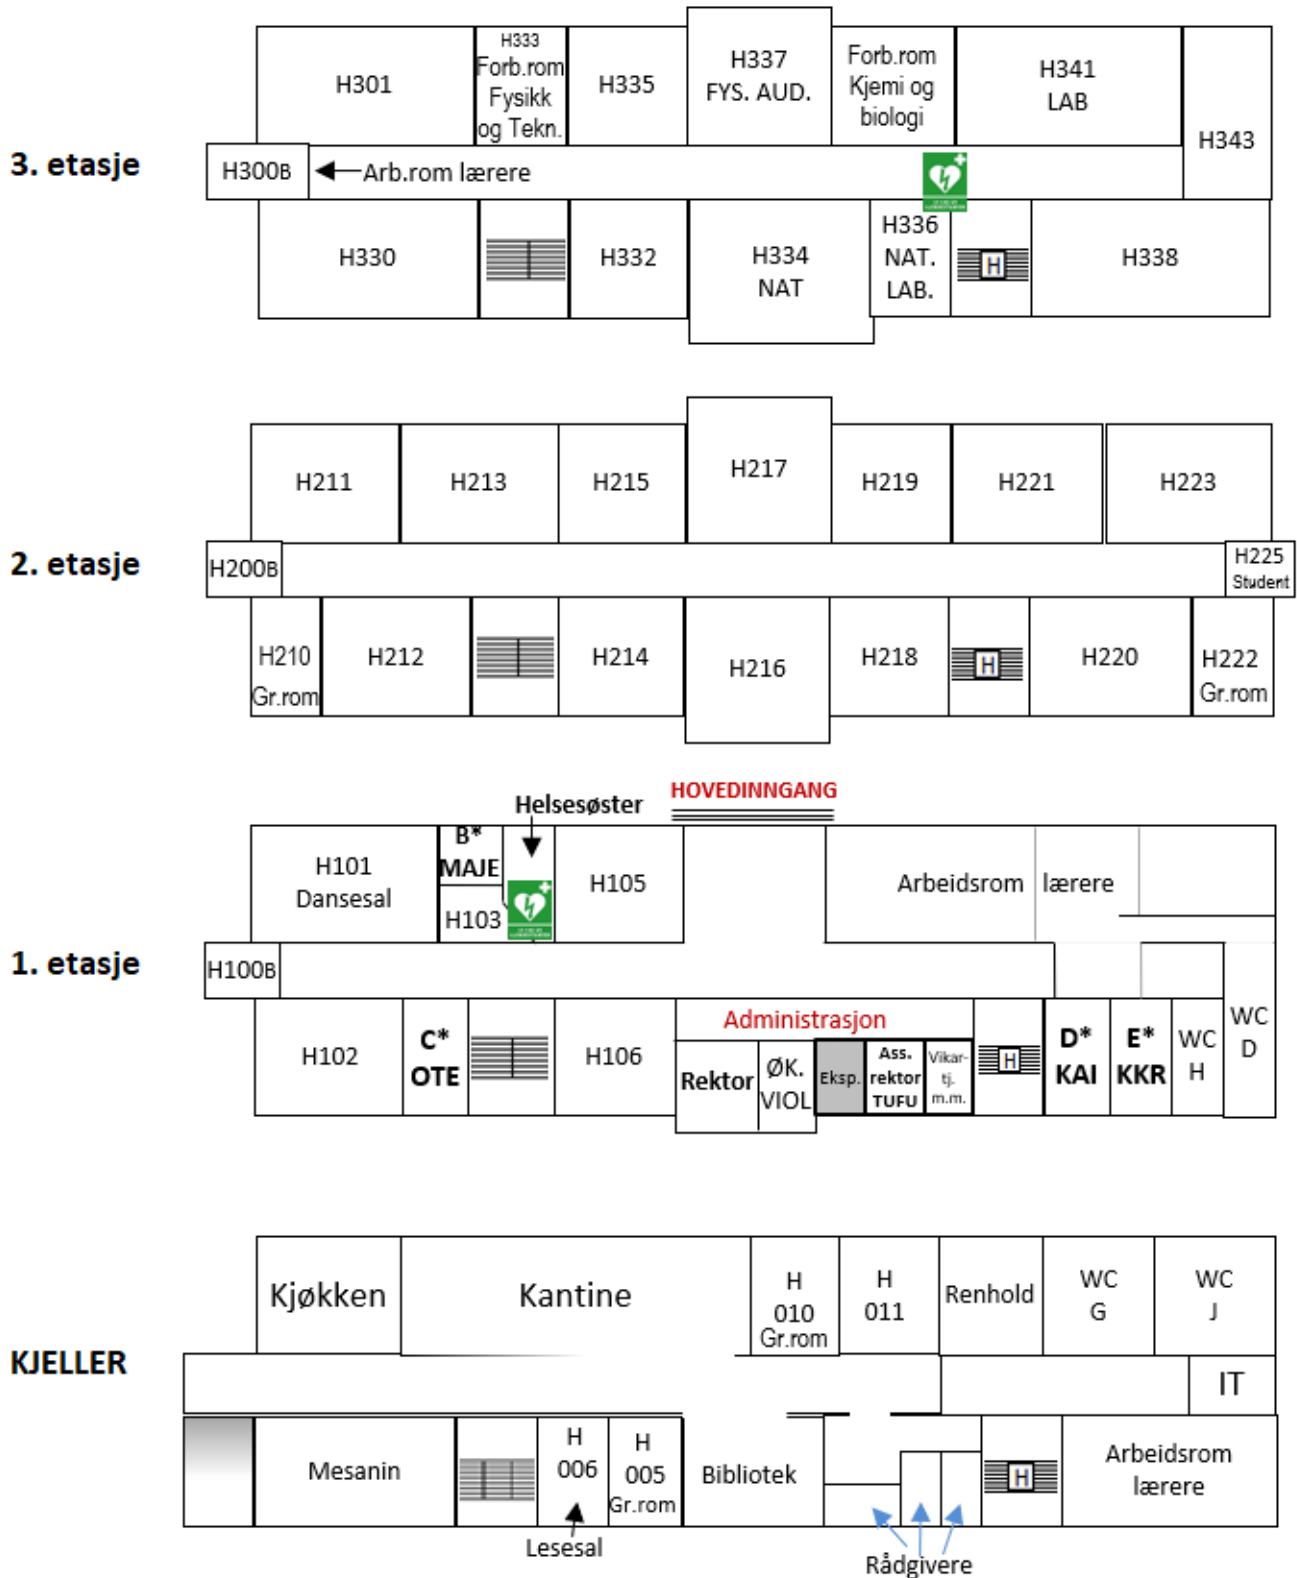 H301
H333
Forb.rom
Fysikk
og Tekn.
H335
H337
FYS. AUD.
Forb.rom
Kjemi og
biologi
H341
LAB
H343
3. etasje
H300B
Arb.rom lærere
H330
H332
H334
NAT
H336
NAT.
LAB.
H
H338
H211
H213
H215
H217
H219
H221
H223
2. etasje
H200B
H225
Student
H210
Gr.rom
H212
H214
H216
H218
H
H220
H222
Gr.rom
HOVEDINNGANG
Helsesøster
H101
Dansesal
B*
MAJE
H103
H105
Arbeidsrom lærere
1. etasje
H100B
H102
C*
OTE
H106
Administrasjon
Rektor
ØK.
VIOL
Eksp.
Ass.
rektor
TUFU
Vikar-
tj.
m.m.
H
D*
KAI
E*
KKR
WC
H
WC
D
Kjøkken
Kantine
H
010
Gr.rom
H
011
Renhold
WC
G
WC
J
KJELLER
IT
Mesanin
H
006
H
005
Gr.rom
Bibliotek
H
Arbeidsrom
lærere
Lesesal
Rådgivere